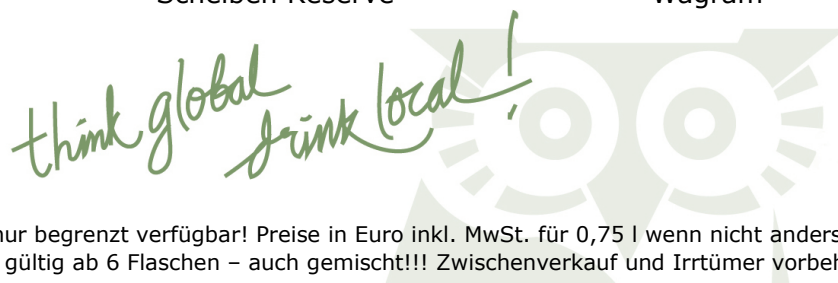 Scheiben Reserve Wagram
think global
drink local!
nur begrenzt verfügbar! Preise in Euro inkl. MwSt. für 0,75 l wenn nicht anders
gültig ab 6 Flaschen – auch gemischt!!! Zwischenverkauf und Irrtümer vorbeh